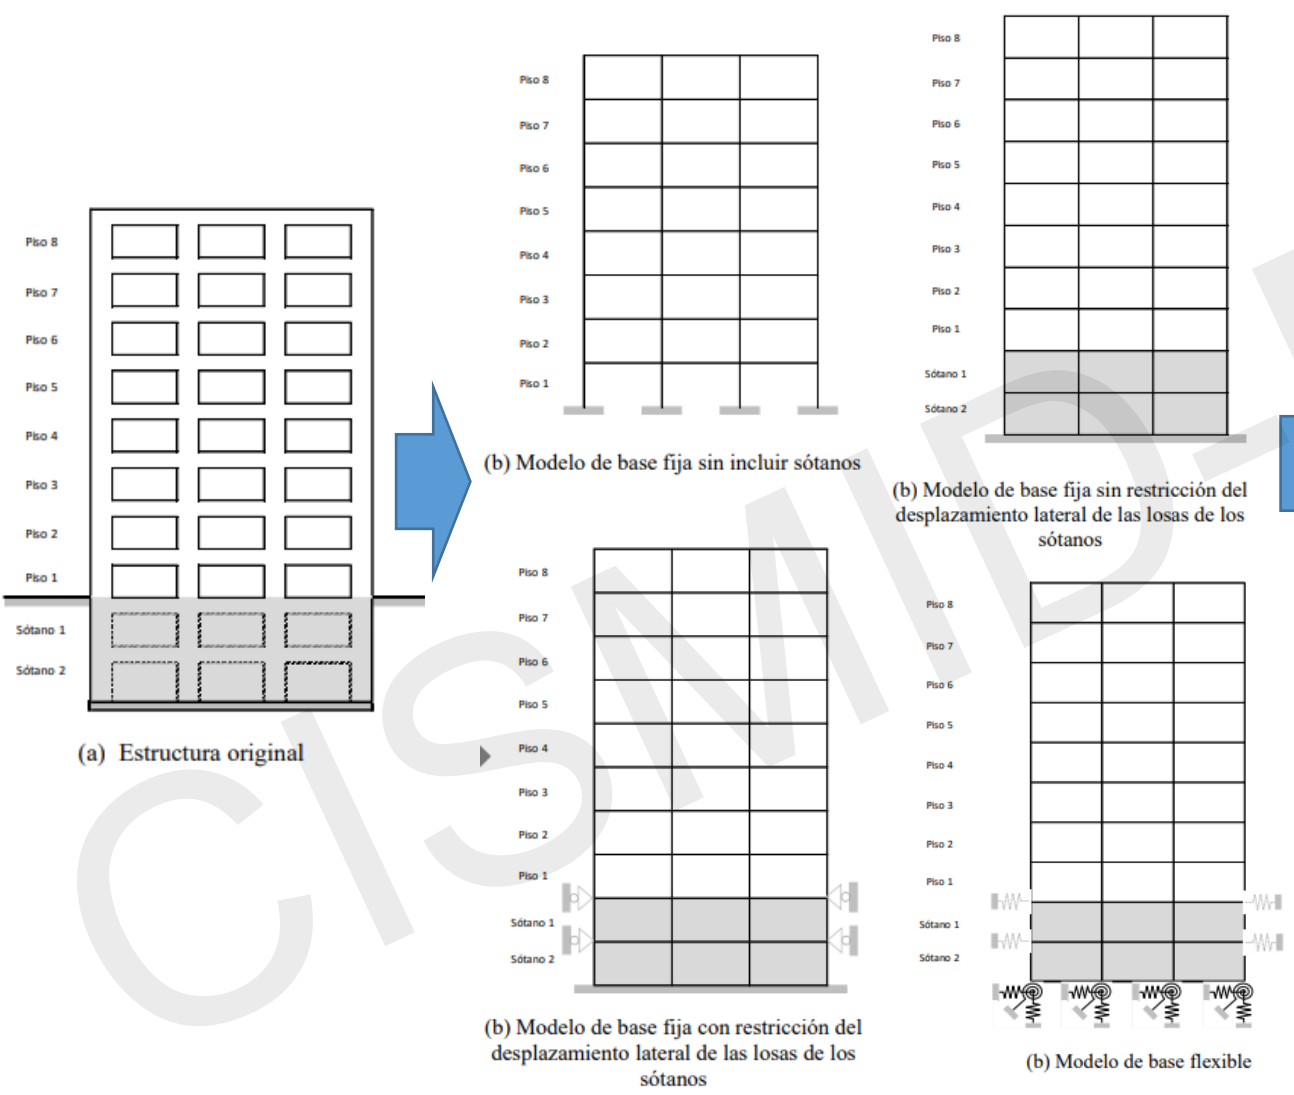 Piso 8
Piso 7
Piso 6
Piso 5
Piso 4
Piso 3
Piso 2
Piso 1
Sótano 1
Sótano 2
(a) Estructura original
Piso 8
Piso 7
Piso 6
Piso 5
Piso 4
Piso 3
Piso 2
Piso 1
(b) Modelo de base fija sin incluir sótanos
Piso 8
Piso 7
Piso 6
Piso 5
Piso 4
Piso 3
Piso 2
Piso 1
Sótano 1
Sótano 2
(b) Modelo de base fija sin restricción del
desplazamiento lateral de las losas de los
sótanos
Piso 8
Piso 7
Piso 6
Piso 5
Piso 4
Piso 3
Piso 2
Piso 1
Sótano 1
Sótano 2
(b) Modelo de base fija con restricción del
desplazamiento lateral de las losas de los
sótanos
Piso 8
Piso 7
Piso 6
Piso 5
Piso 4
Piso 3
Piso 2
Piso 1
Sótano 1
Sótano 2
(b) Modelo de base flexible
CISMID-